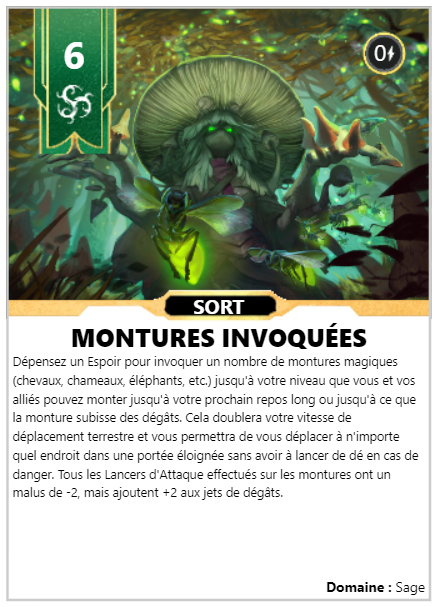 6
0
SORT
MONTURES INVOQUÉES
Dépensez un Espoir pour invoquer un nombre de montures magiques
(chevaux, chameaux, éléphants, etc.) jusqu'à votre niveau que vous et vos
alliés pouvez monter jusqu'à votre prochain repos long ou jusqu'à ce que
la monture subisse des dégâts. Cela doublera votre vitesse de
déplacement terrestre et vous permettra de vous déplacer à n'importe
quel endroit dans une portée éloignée sans avoir à lancer de dé en cas de
danger. Tous les Lancers d'Attaque effectués sur les montures ont un
malus de -2, mais ajoutent +2 aux jets de dégâts.
Domaine : Sage